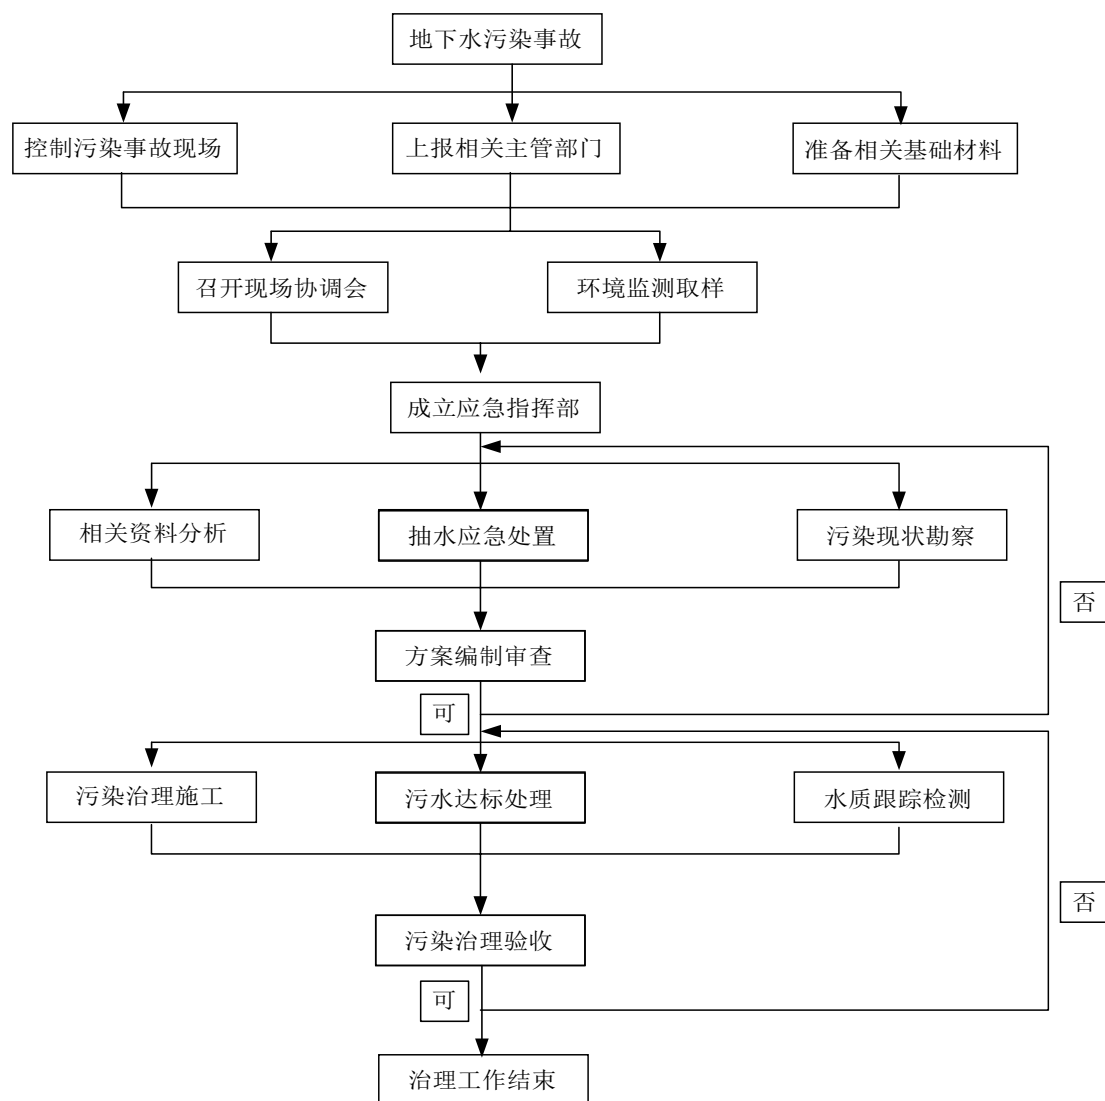 地下水污染事故
控制污染事故现场
上报相关主管部门
准备相关基础材料
召开现场协调会
环境监测取样
成立应急指挥部
相关资料分析
抽水应急处置
污染现状勘察
否
方案编制审查
可
污染治理施工
污水达标处理
水质跟踪检测
否
污染治理验收
可
治理工作结束